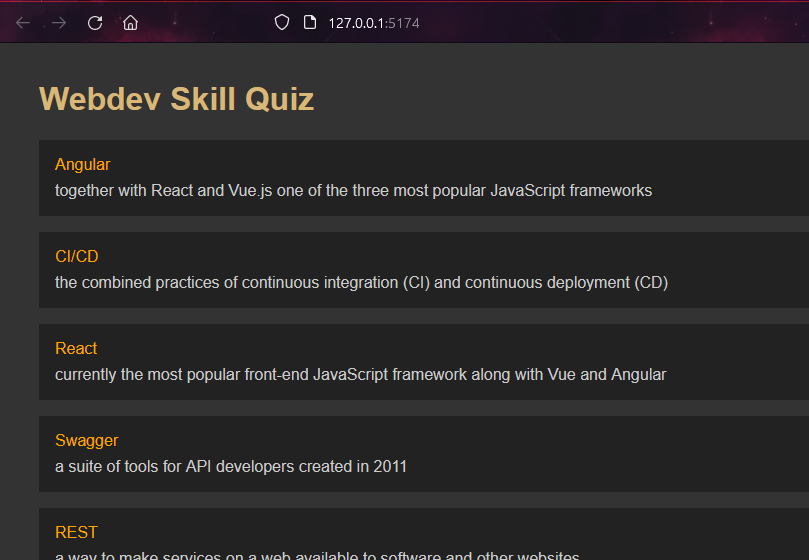 127.0.0.1:5174
Webdev Skill Quiz
Angular
together with React and Vue.js one of the three most popular JavaScript frameworks
CI/CD
the combined practices of continuous integration (CI) and continuous deployment (CD)
React
currently the most popular front-end JavaScript framework along with Vue and Angular
Swagger
a suite of tools for API developers created in 2011
REST
a way to make services on a web available to software and other websites